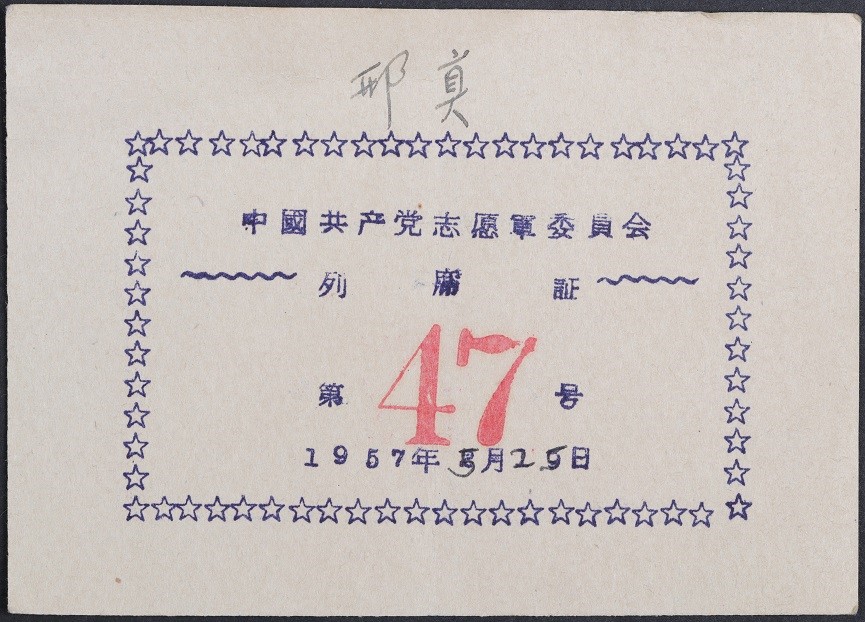 邢真
中國共产党志愿軍委員会
列席証
第47号
1957年5月25日